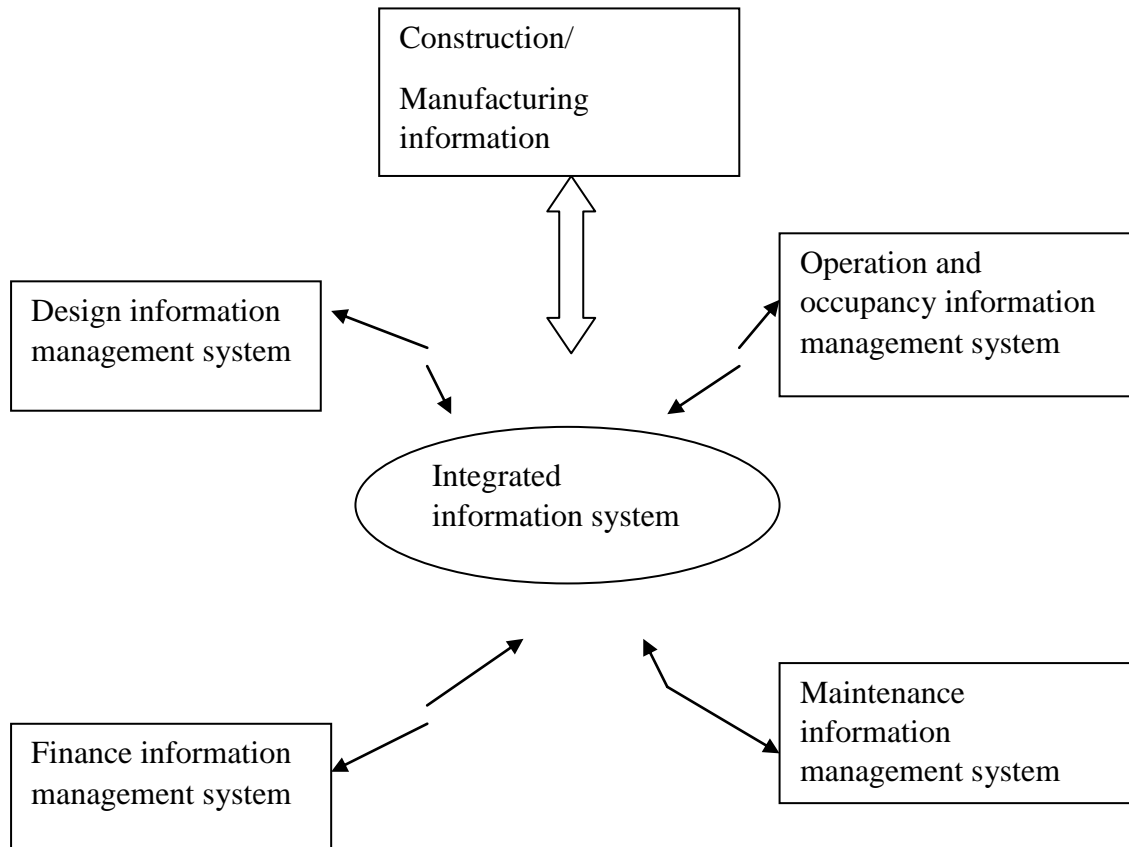 Construction/
Manufacturing
information
Operation and
occupancy information
management system
Design information
management system
Integrated
information system
Maintenance
information
management system
Finance information
management system